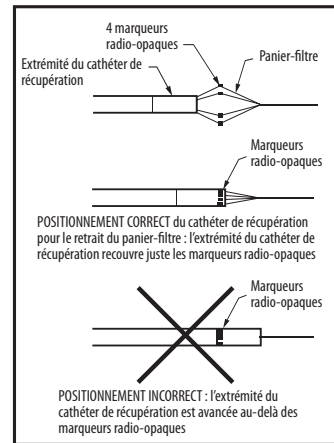 4 marqueurs
radio-opaques
Extrémité du cathéter de
récupération
Panier-filtre
Marqueurs
radio-opaques
POSITIONNEMENT CORRECT du cathéter de récupération
pour le retrait du panier-filtre : l'extrémité du cathéter de
récupération recouvre juste les marqueurs radio-opaques
Marqueurs
radio-opaques
POSITIONNEMENT INCORRECT : l'extrémité du
cathéter de récupération est avancée au-delà des
marqueurs radio-opaques